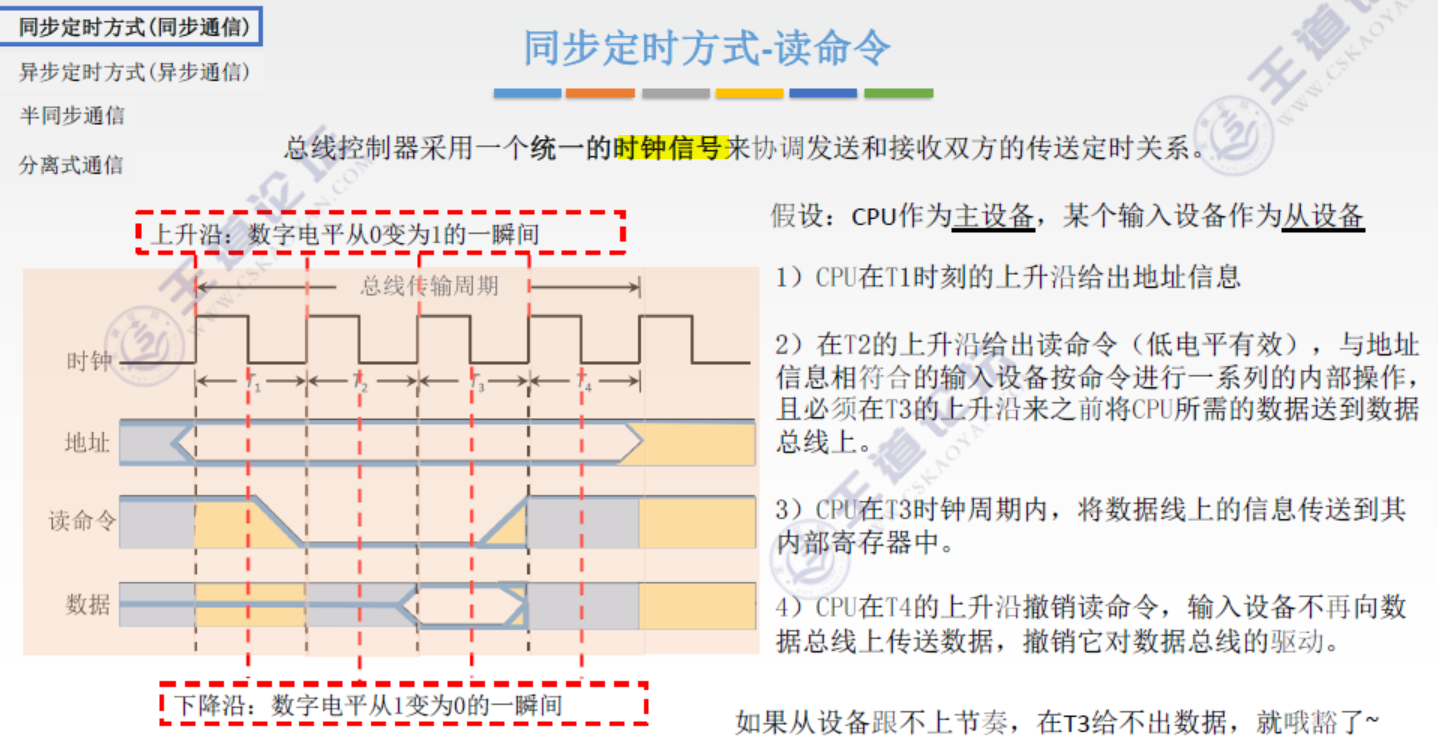 同步定时方式(同步通信)
异步定时方式(异步通信)
半同步通信
分离式通信
同步定时方式-读命令
总线控制器采用一个统一的时钟信号来协调发送和接收双方的传送定时关系。
上升沿：数字电平从0变为1的一瞬间
总线传输周期
时钟
T1 T2 T3 T4
地址
读命令
数据
下降沿：数字电平从1变为0的一瞬间
假设：CPU作为主设备，某个输入设备作为从设备
1）CPU在T1时刻的上升沿给出地址信息
2）在T2的上升沿给出读命令（低电平有效），与地址
信息相符合的输入设备按命令进行一系列的内部操作，
且必须在T3的上升沿来之前将CPU所需的数据送到数据
总线上。
3）CPU在T3时钟周期内，将数据线上的信息传送到其
内部寄存器中。
4）CPU在T4的上升沿撤销读命令，输入设备不再向数
据总线上传送数据，撤销它对数据总线的驱动。
如果从设备跟不上节奏，在T3给不出数据，就哦豁了~
王道论坛
WWW.CSKAOYAN.COM